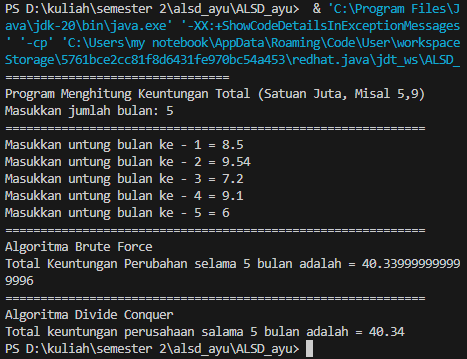 PS D:\kuliah\semester 2\alsd_ayu\ALSD_ayu>  & 'C:\Program Files\J
ava\jdk-20\bin\java.exe' '-XX:+ShowCodeDetailsInExceptionMessages
' '-cp' 'C:\Users\my notebook\AppData\Roaming\Code\User\workspace
Storage\5761bce2cc81f8d6431fe970bc54a453\redhat.java\jdt_ws\ALSD_
==============================
Program Menghitung Keuntungan Total (Satuan Juta, Misal 5,9)
Masukkan jumlah bulan: 5
========================================================
Masukkan untung bulan ke - 1 = 8.5
Masukkan untung bulan ke - 2 = 9.54
Masukkan untung bulan ke - 3 = 7.2
Masukkan untung bulan ke - 4 = 9.1
Masukkan untung bulan ke - 5 = 6
========================================================
Algoritma Brute Force
Total Keuntungan Perubahan selama 5 bulan adalah = 40.33999999999
9996
========================================================
Algoritma Divide Conquer
Total keuntungan perusahaan salama 5 bulan adalah = 40.34
PS D:\kuliah\semester 2\alsd_ayu\ALSD_ayu>